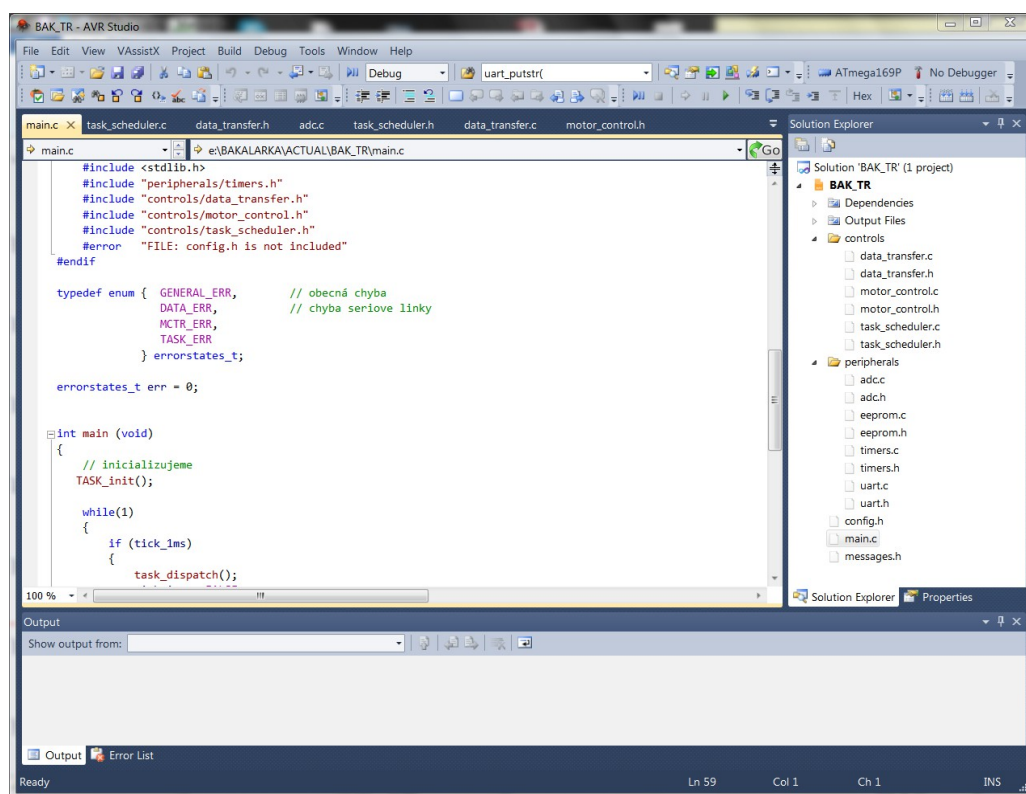 BAK_TR - AVR Studio
File Edit View VAssistX Project Build Debug Tools Window Help
Debug uart_putstr( ATmega169P No Debugger
Hex
main.c task_scheduler.c data_transfer.h adc.c task_scheduler.h data_transfer.c motor_control.h
main.c e:\BAKALARKA\ACTUAL\BAK_TR\main.c Go
#include <stdlib.h>
#include "peripherals/timers.h"
#include "controls/data_transfer.h"
#include "controls/motor_control.h"
#include "controls/task_scheduler.h"
#error "FILE: config.h is not included"
#endif
typedef enum { GENERAL_ERR, // obecná chyba
DATA_ERR, // chyba seriove linky
MCTR_ERR,
TASK_ERR
} errorstates_t;
errorstates_t err = 0;
int main (void)
{
// inicializujeme
TASK_init();
while(1)
{
if (tick_1ms)
{
task_dispatch();
100 %
Solution Explorer
Solution 'BAK_TR' (1 project)
BAK_TR
Dependencies
Output Files
controls
data_transfer.c
data_transfer.h
motor_control.c
motor_control.h
task_scheduler.c
task_scheduler.h
peripherals
adc.c
adc.h
eeprom.c
eeprom.h
timers.c
timers.h
uart.c
uart.h
config.h
main.c
messages.h
Solution Explorer Properties
Output
Show output from:
Output Error List
Ready Ln 59 Col 1 Ch 1 INS